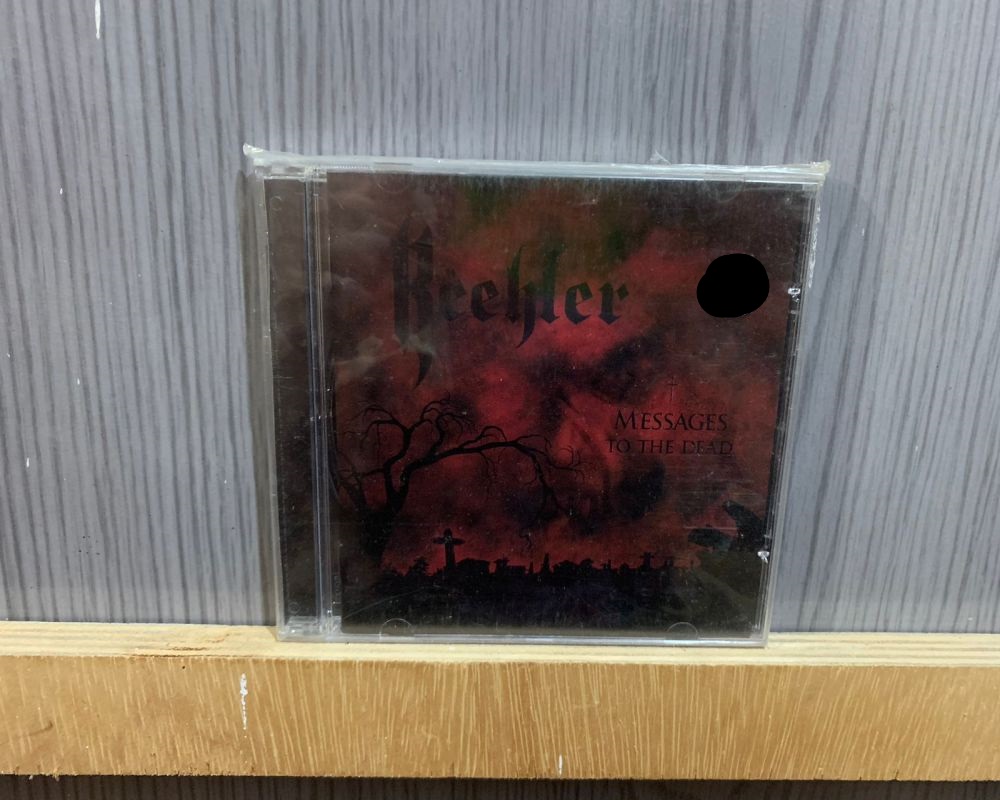 Beehler
MESSAGES
TO THE DEAD